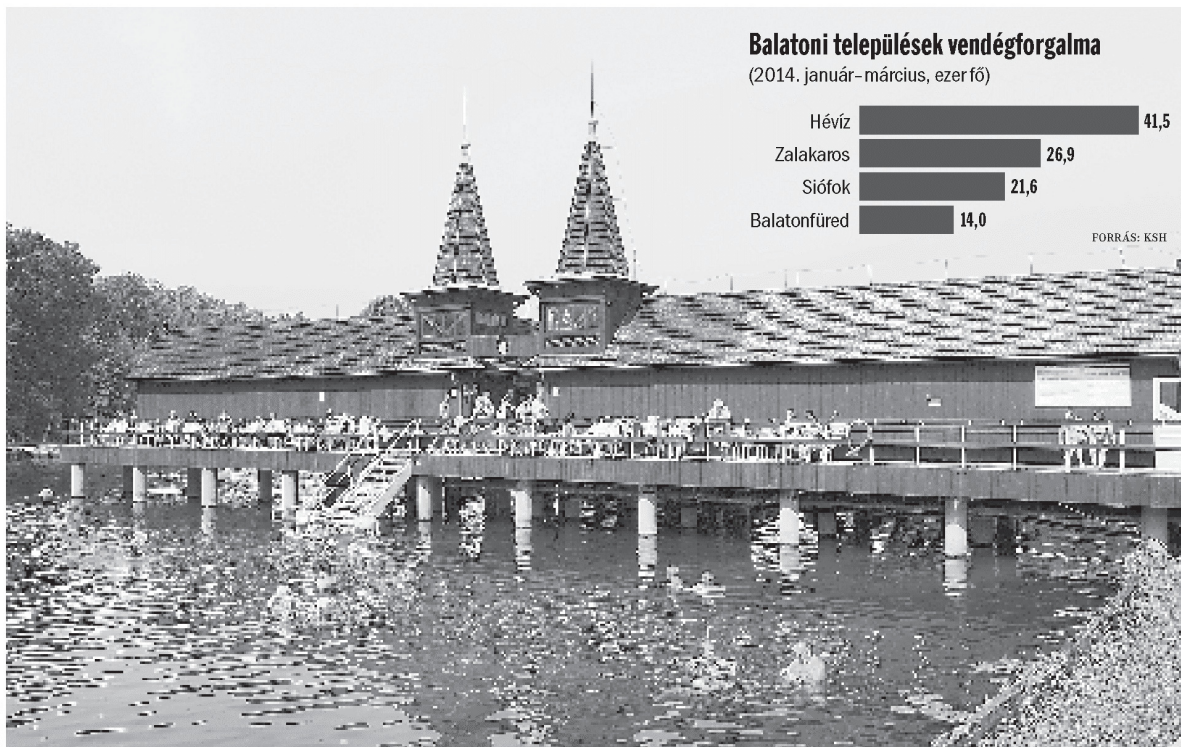 Balatoni települések vendégforgalma
(2014. január–március, ezer fő)
Hévíz 41,5
Zalakaros 26,9
Siófok 21,6
Balatonfüred 14,0
FORRÁS: KSH